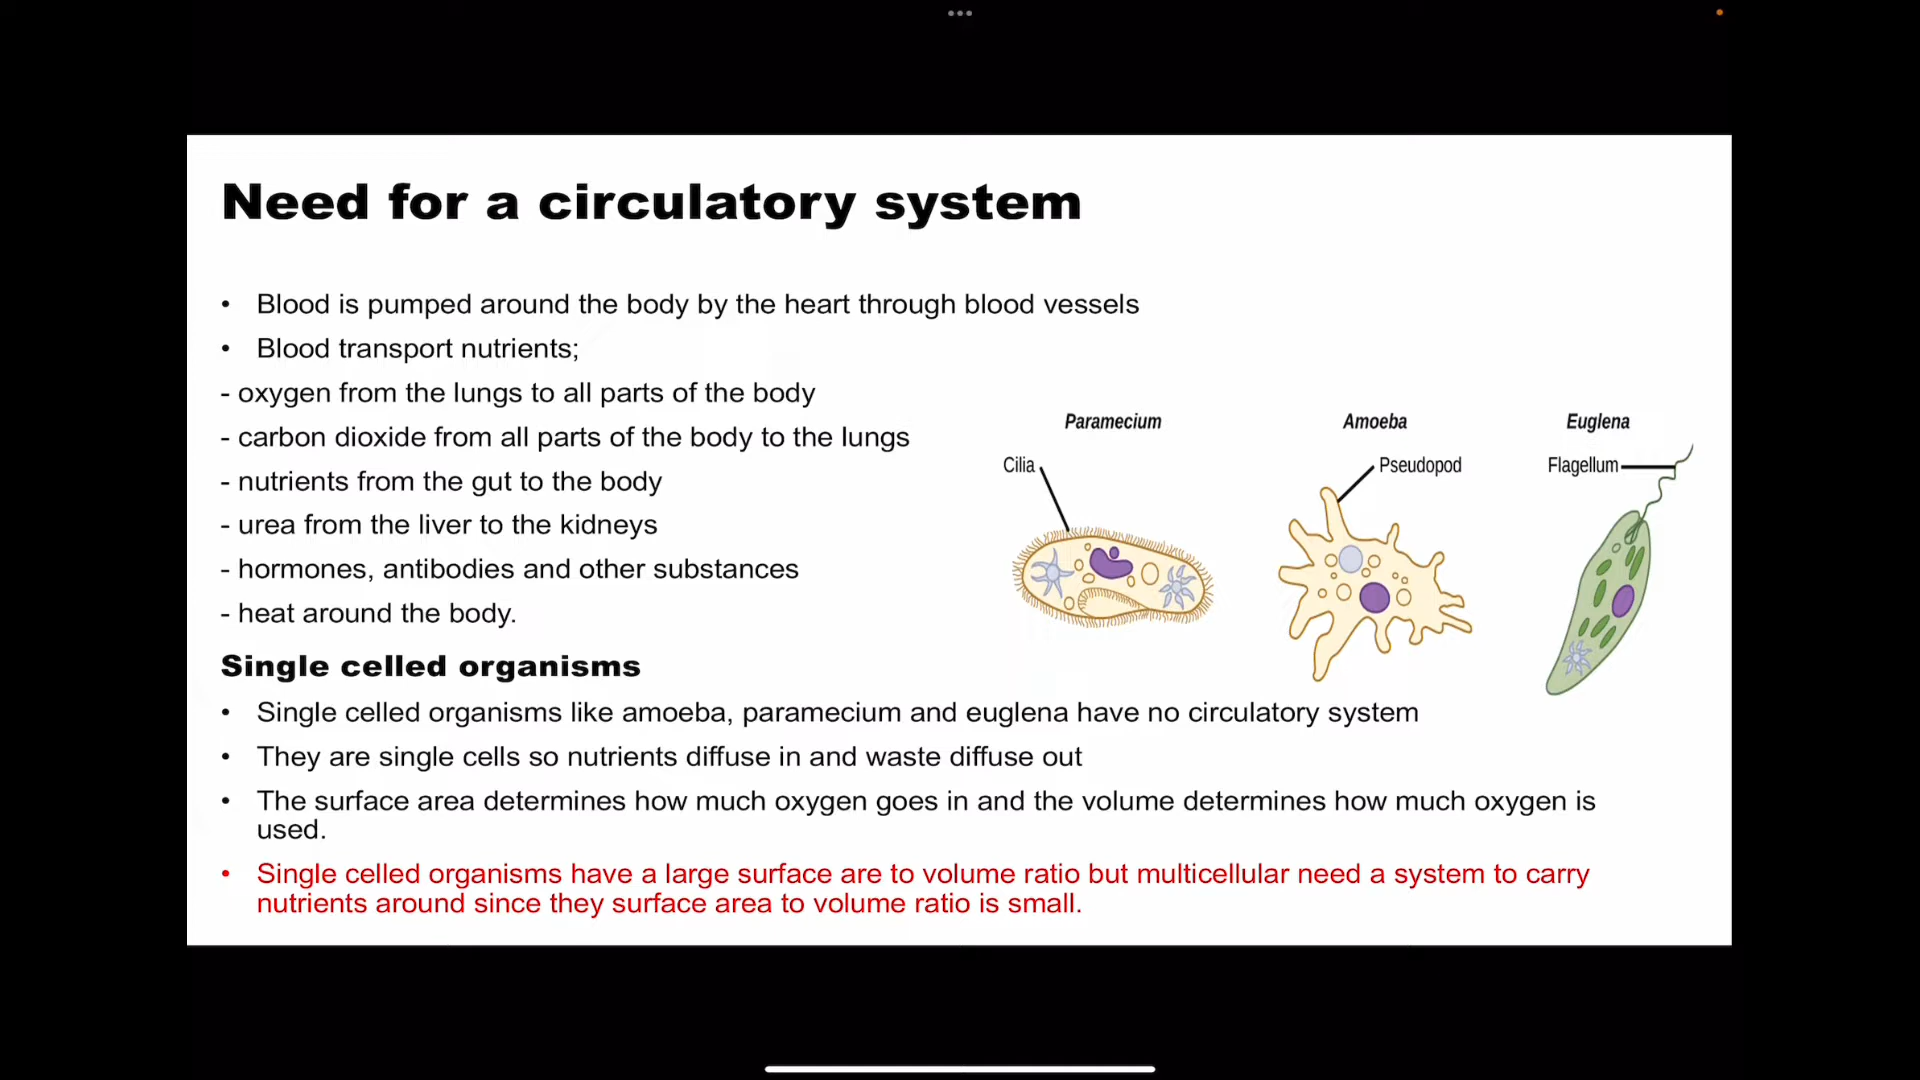 Need for a circulatory system
• Blood is pumped around the body by the heart through blood vessels
• Blood transport nutrients;
- oxygen from the lungs to all parts of the body
- carbon dioxide from all parts of the body to the lungs
- nutrients from the gut to the body
- urea from the liver to the kidneys
- hormones, antibodies and other substances
- heat around the body.
Paramecium
Amoeba
Euglena
Cilia
Pseudopod
Flagellum
Single celled organisms
• Single celled organisms like amoeba, paramecium and euglena have no circulatory system
• They are single cells so nutrients diffuse in and waste diffuse out
• The surface area determines how much oxygen goes in and the volume determines how much oxygen is
used.
• Single celled organisms have a large surface are to volume ratio but multicellular need a system to carry
nutrients around since they surface area to volume ratio is small.